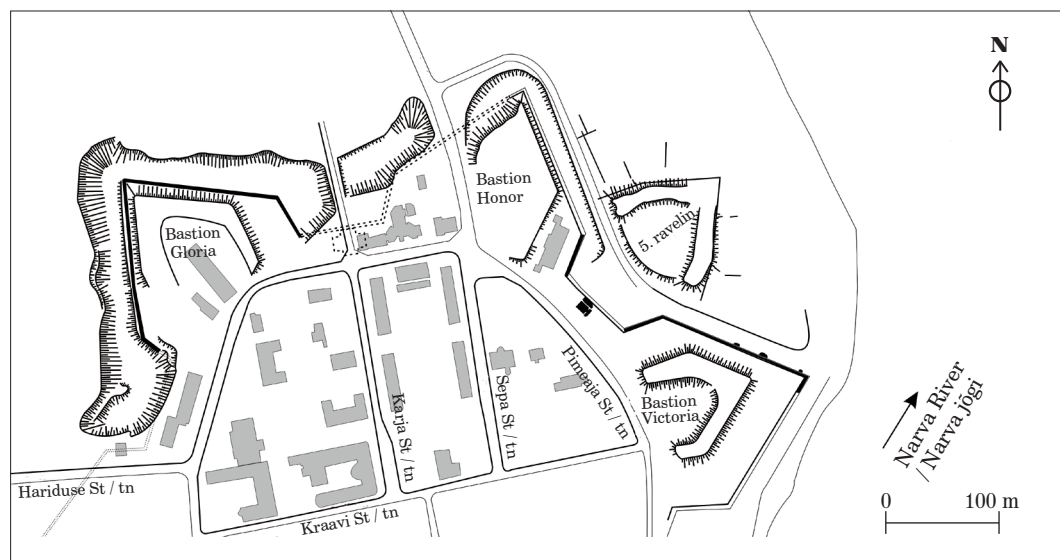 N
Bastion
Honor
Bastion
Gloria
5. ravelin
Karja St / tn
Sepa St / tn
Pimeaja St / tn
Bastion
Victoria
Narva River
/ Narva jõgi
Hariduse St / tn
Kraavi St / tn
0 100 m